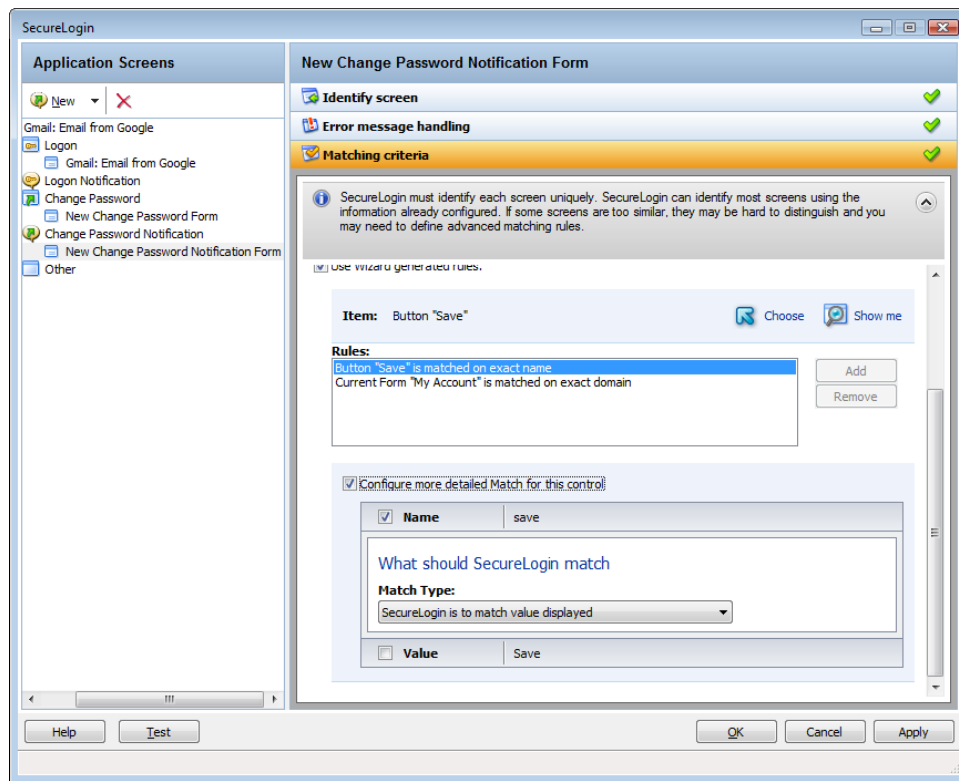 SecureLogin
Application Screens
New
Gmail: Email from Google
Logon
Gmail: Email from Google
Logon Notification
Change Password
New Change Password Form
Change Password Notification
New Change Password Notification Form
Other
New Change Password Notification Form
Identify screen
Error message handling
Matching criteria
SecureLogin must identify each screen uniquely. SecureLogin can identify most screens using the
information already configured. If some screens are too similar, they may be hard to distinguish and you
may need to define advanced matching rules.
Use Wizard generated rules.
Item: Button "Save"
Choose
Show me
Rules:
Button "Save" is matched on exact name
Current Form "My Account" is matched on exact domain
Add
Remove
Configure more detailed Match for this control
Name save
What should SecureLogin match
Match Type:
SecureLogin is to match value displayed
Value Save
Help
Test
OK
Cancel
Apply